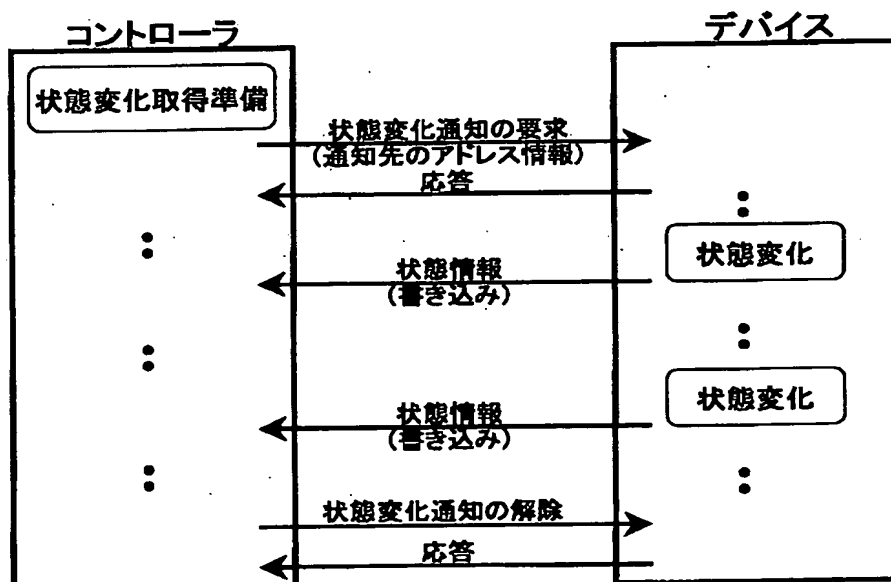 コントローラ
デバイス
状態変化取得準備
状態変化通知の要求
(通知先のアドレス情報)
応答
状態変化
状態情報
(書き込み)
状態変化
状態情報
(書き込み)
状態変化通知の解除
応答